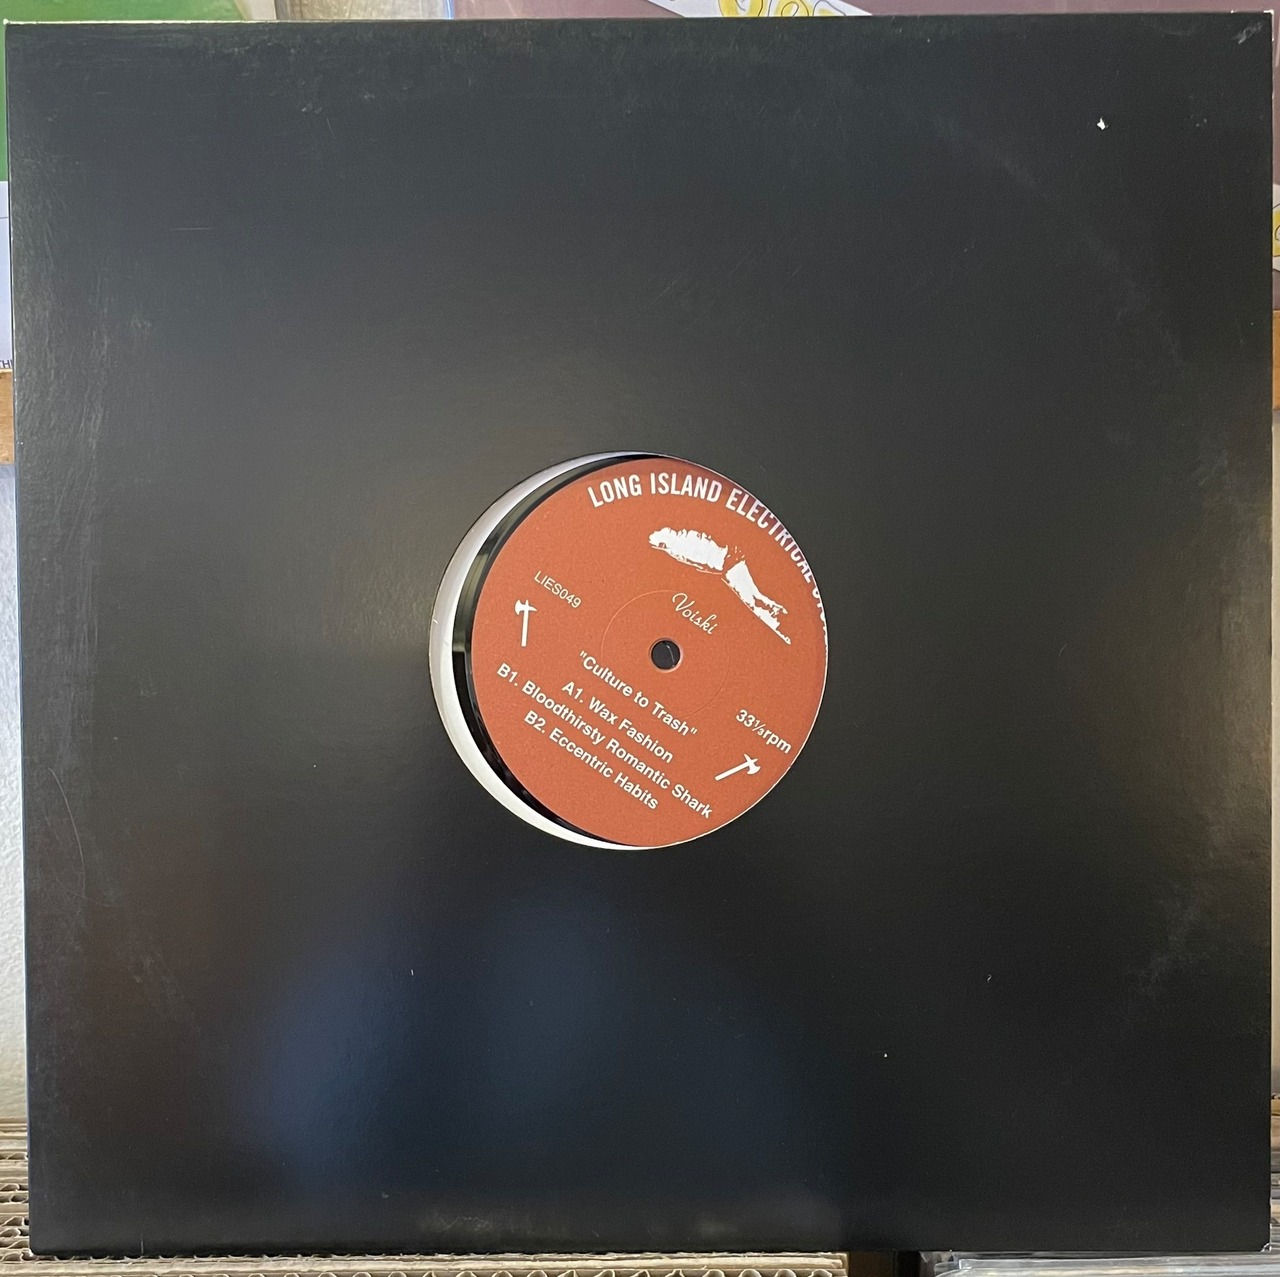 LONG ISLAND ELECTRICAL
LIES049
Voiski
"Culture to Trash"
A1. Wax Fashion
B1. Bloodthirsty Romantic Shark
B2. Eccentric Habits
33⅓rpm